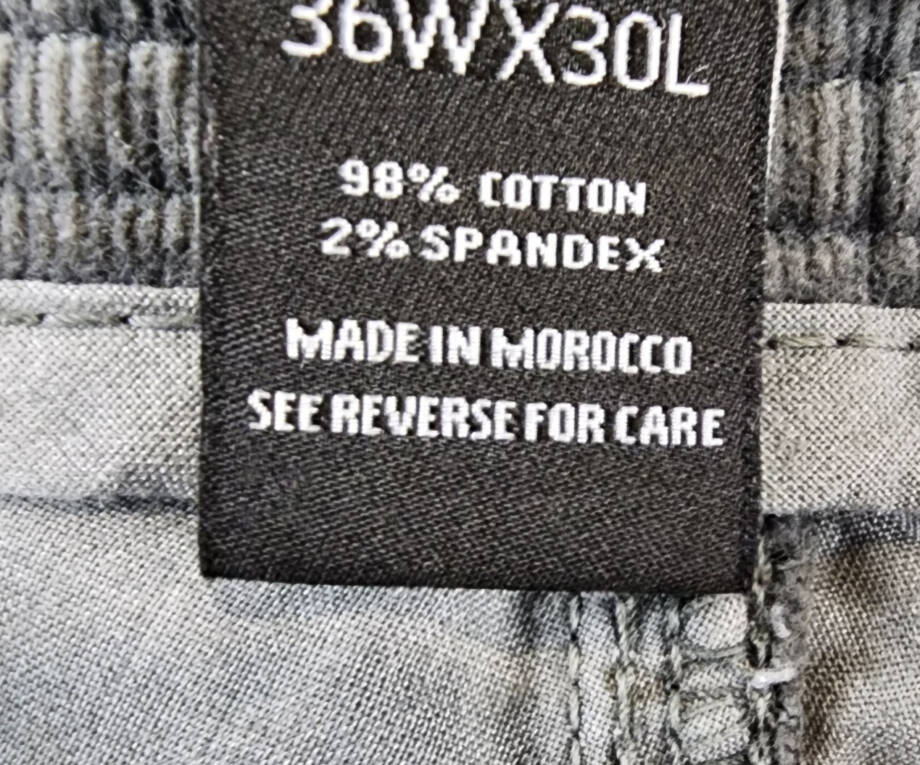 36WX30L
98% COTTON
2% SPANDEX
MADE IN MOROCCO
SEE REVERSE FOR CARE